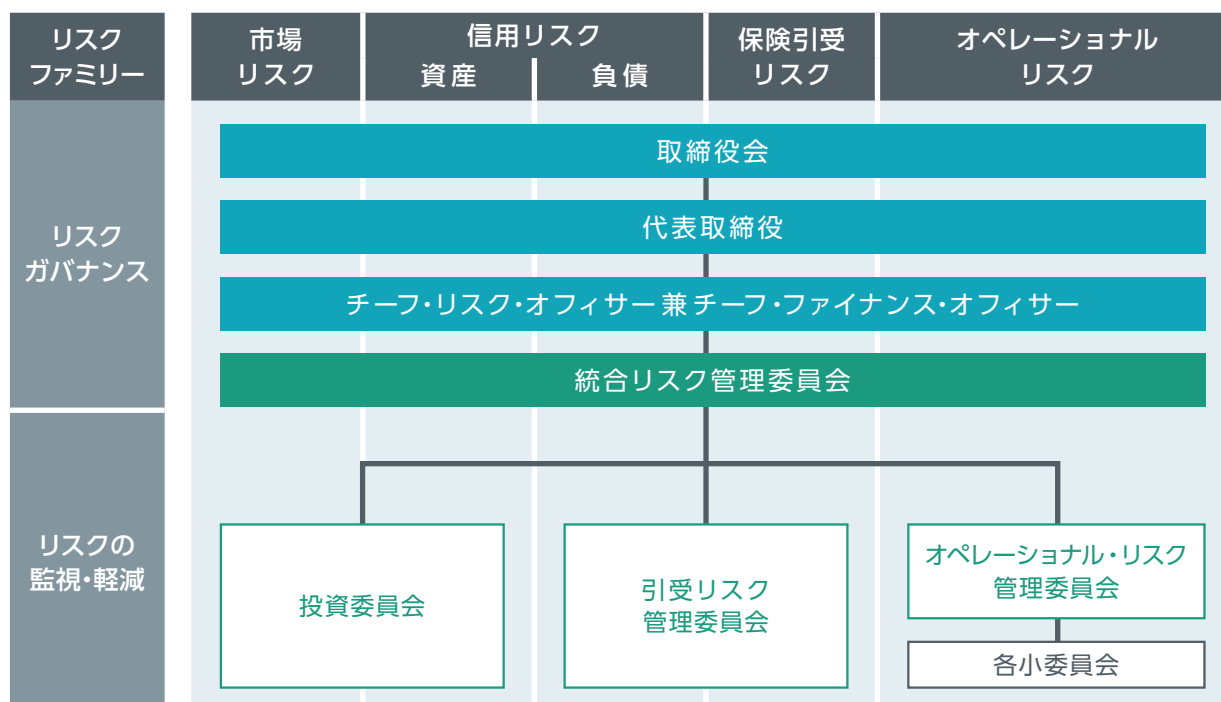 リスク
ファミリー
市場
リスク
信用リスク
資産
負債
保険引受
リスク
オペレーショナル
リスク
リスク
ガバナンス
取締役会
代表取締役
チーフ・リスク・オフィサー 兼 チーフ・ファイナンス・オフィサー
統合リスク管理委員会
リスクの
監視・軽減
投資委員会
引受リスク
管理委員会
オペレーショナル・リスク
管理委員会
各小委員会